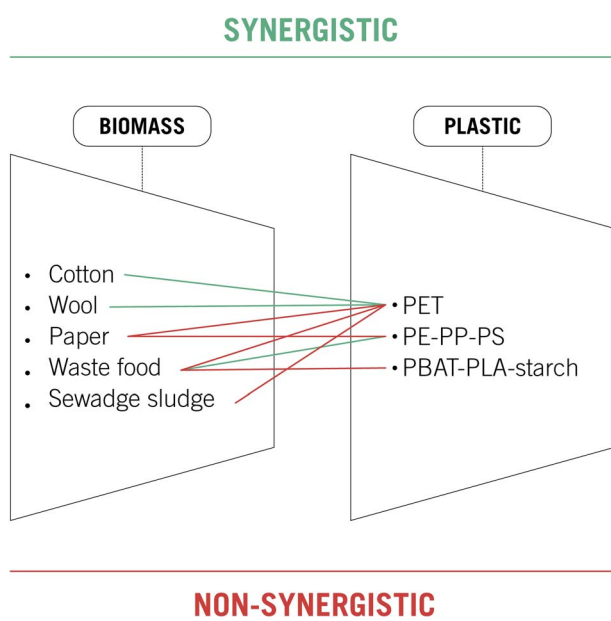 SYNERGISTIC
BIOMASS
PLASTIC
• Cotton
• Wool
• Paper
• Waste food
• Sewadge sludge
• PET
• PE-PP-PS
• PBAT-PLA-starch
NON-SYNERGISTIC